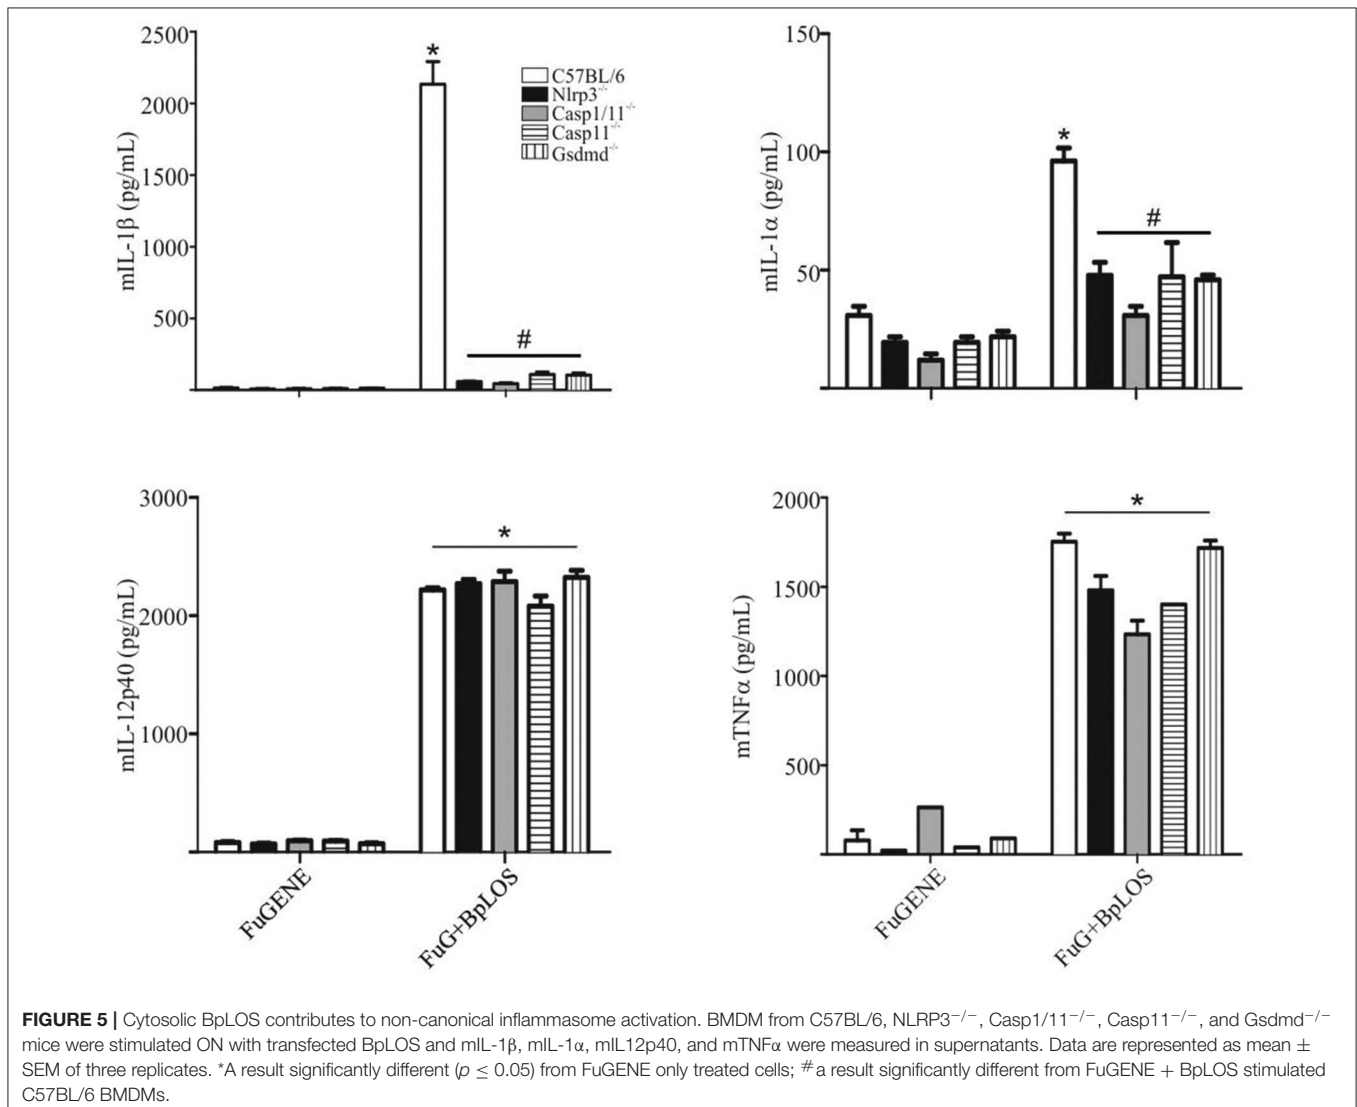 2500
2000
1500
1000
500
mIL-1β (pg/mL)
*
#
C57BL/6
Nlrp3-/-
Casp1/11-/-
Casp11-/-
Gsdmd-/-
150
100
50
mIL-1α (pg/mL)
*
#
3000
2000
1000
mIL-12p40 (pg/mL)
*
FuGENE
FuG+BpLOS
2000
1500
1000
500
mTNFα (pg/mL)
*
FuGENE
FuG+BpLOS
FIGURE 5 | Cytosolic BpLOS contributes to non-canonical inflammasome activation. BMDM from C57BL/6, NLRP3−/−, Casp1/11−/−, Casp11−/−, and Gsdmd−/−
mice were stimulated ON with transfected BpLOS and mIL-1β, mIL-1α, mIL12p40, and mTNFα were measured in supernatants. Data are represented as mean ±
SEM of three replicates. *A result significantly different (p ≤ 0.05) from FuGENE only treated cells; #a result significantly different from FuGENE + BpLOS stimulated
C57BL/6 BMDMs.